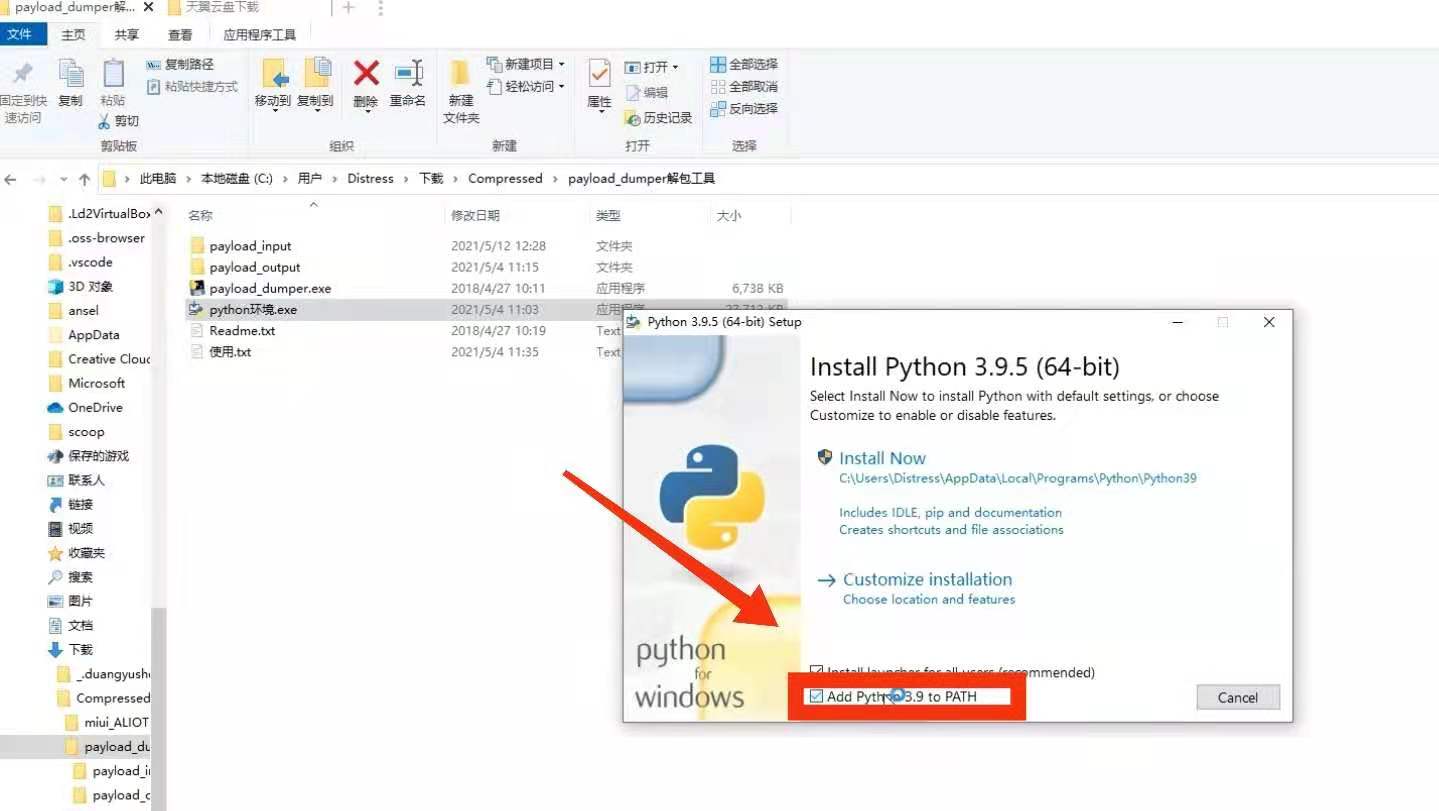 payload_dumper解... 天翼云盘下载
文件 主页 共享 查看 应用程序工具
固定到快速访问 复制 粘贴 复制路径 粘贴快捷方式 剪切
移动到 复制到 删除 重命名
新建文件夹 新建项目 轻松访问
属性 打开 编辑 历史记录
全部选择 全部取消 反向选择
剪贴板 组织 新建 打开 选择
此电脑 › 本地磁盘 (C:) › 用户 › Distress › 下载 › Compressed › payload_dumper解包工具
.Ld2VirtualBox
.oss-browser
.vscode
3D 对象
ansel
AppData
Creative Cloud
Microsoft
OneDrive
scoop
保存的游戏
联系人
链接
视频
收藏夹
搜索
图片
文档
下载
_.duangyush
Compressed
miui_ALIOT
payload_du
payload_i
payload_o
名称 修改日期 类型 大小
payload_input 2021/5/12 12:28 文件夹
payload_output 2021/5/4 11:15 文件夹
payload_dumper.exe 2018/4/27 10:11 应用程序 6,738 KB
python环境.exe 2021/5/4 11:03 应用程序
Readme.txt 2018/4/27 10:19 Text
使用.txt 2021/5/4 11:35 Text
Python 3.9.5 (64-bit) Setup
Install Python 3.9.5 (64-bit)
Select Install Now to install Python with default settings, or choose
Customize to enable or disable features.
Install Now
C:\Users\Distress\AppData\Local\Programs\Python\Python39
Includes IDLE, pip and documentation
Creates shortcuts and file associations
Customize installation
Choose location and features
python
for
windows
Install launcher for all users (recommended)
Add Python 3.9 to PATH
Cancel